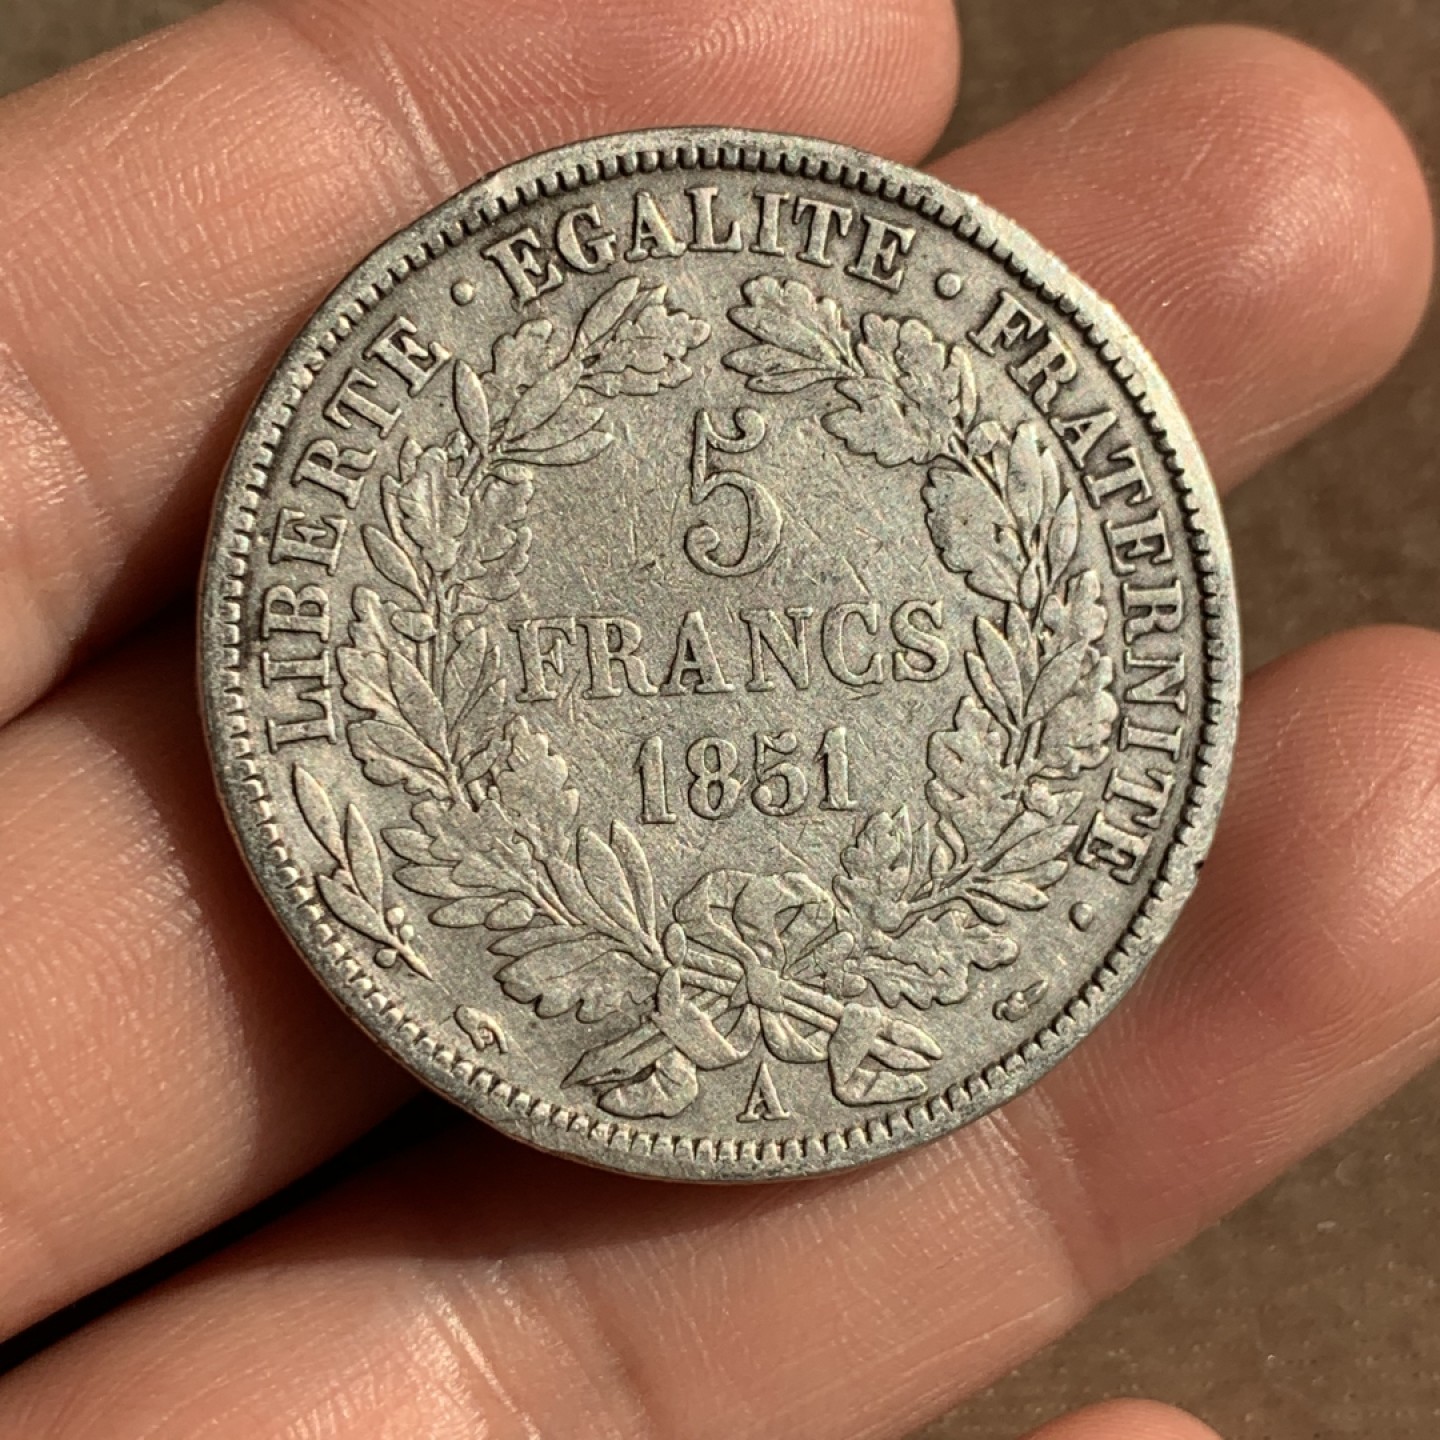 LIBERTE · EGALITE · FRATERNITE ·
5
FRANCS
1851
A